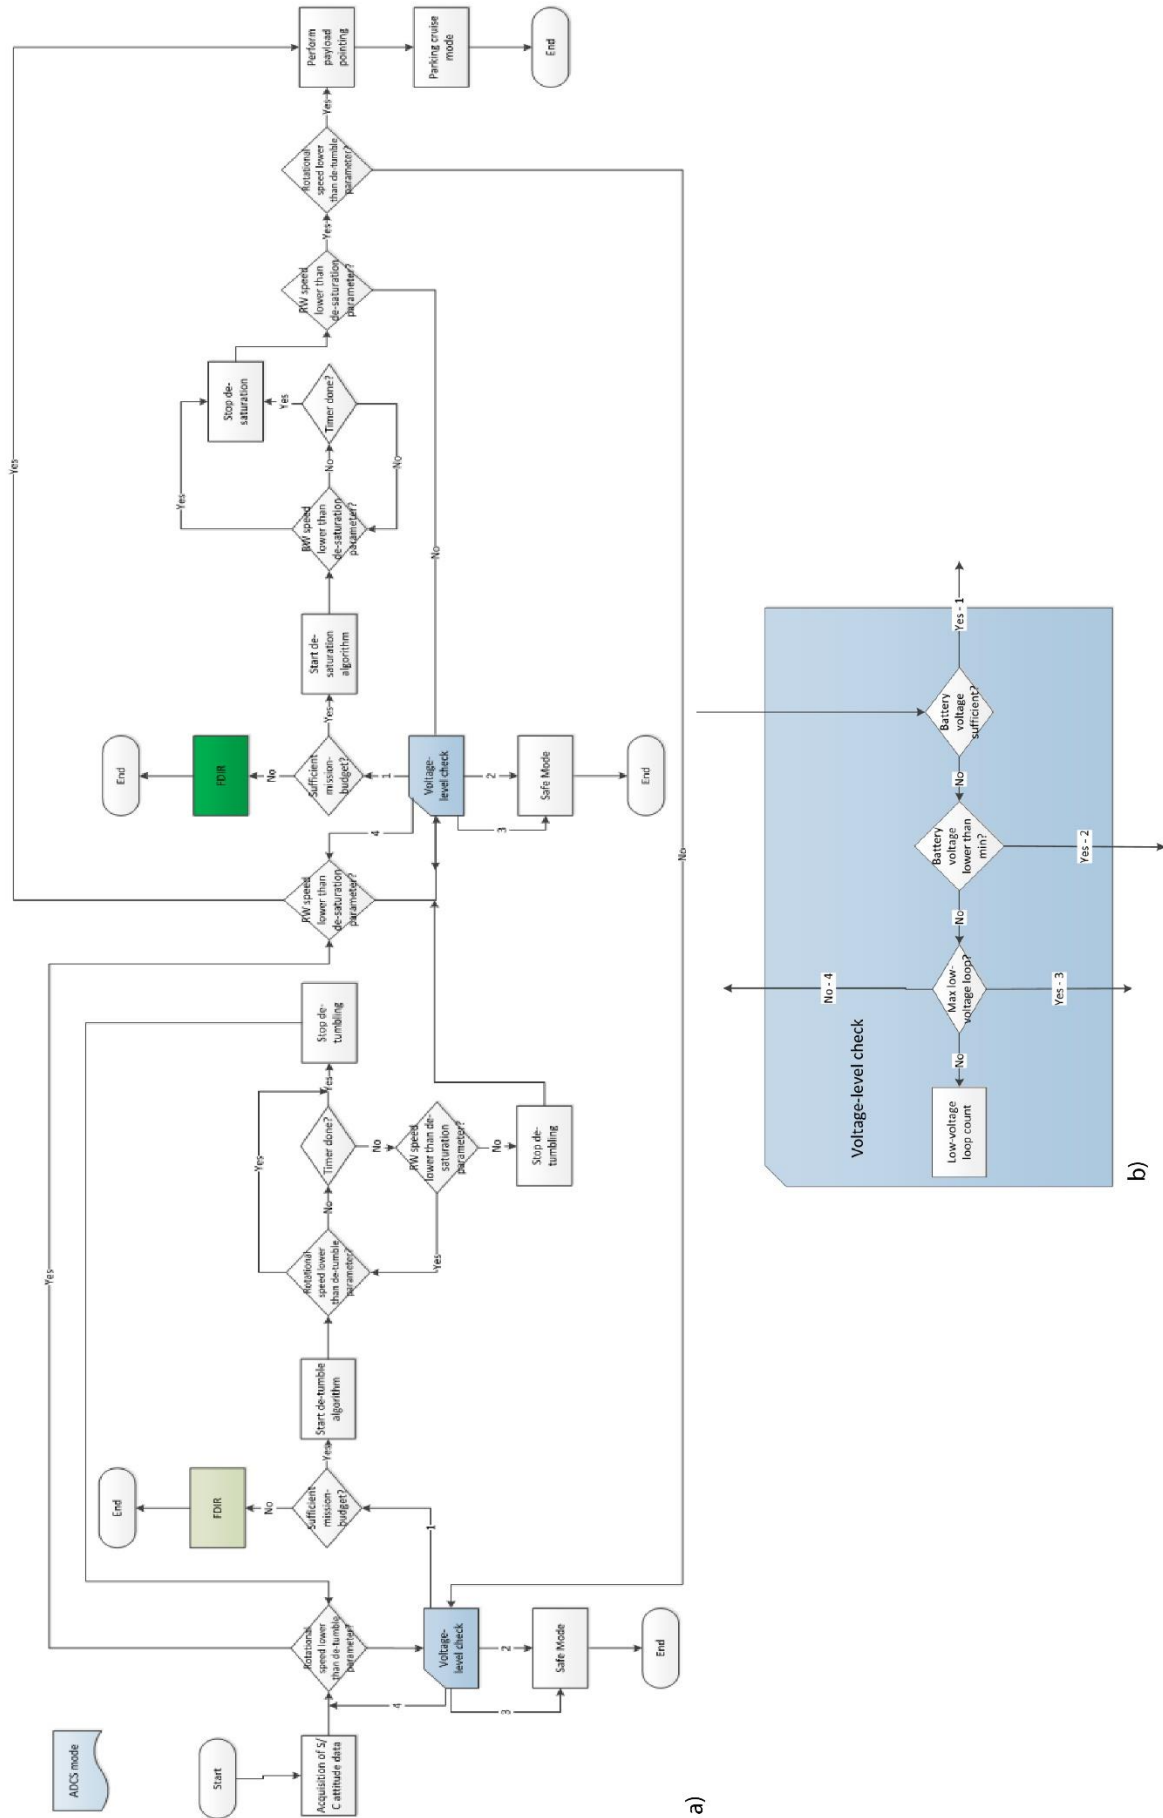 ADCS mode
Start
Acquisition of S/
C attitude data
Rotational
speed lower
than de-tumble
parameter?
Yes
4
Voltage-
level check
1
2
3
Safe Mode
End
Sufficient
mission-
budget?
No
FDIR
End
Yes
Start de-tumble
algorithm
Rotational
speed lower
than de-tumble
parameter?
Yes
No
Timer done?
Yes
Stop de-
tumbling
No
RW speed
lower than de-
saturation
parameter?
Yes
No
Stop de-
tumbling
RW speed
lower than
de-saturation
parameter?
Yes
4
Voltage-
level check
1
2
3
Safe Mode
End
Sufficient
mission-
budget?
No
FDIR
End
Yes
Start de-
saturation
algorithm
RW speed
lower than
de-saturation
parameter?
Yes
No
Timer done?
No
Yes
Stop de-
saturation
RW speed
lower than
de-saturation
parameter?
No
Yes
Rotational
speed lower
than de-tumble
parameter?
No
Yes
Perform
payload
pointing
Parking cruise
mode
End
a)
Voltage-level check
Low-voltage
loop count
No
Max low-
voltage loop?
No - 4
Yes - 3
No
Battery
voltage
lower than
min?
Yes - 2
No
Battery
voltage
sufficient?
Yes - 1
b)